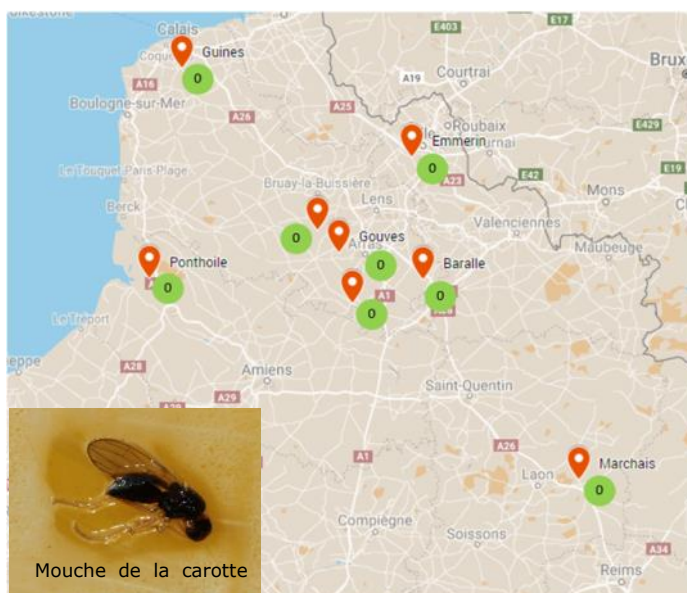 Calais
E403
E17
Guines
0
A16
Courtrai
A19
Brux
Boulogne-sur-Mer
A26
A25
Roubaix
E429
Emmerin
0
E42
E19
Le Touquet-Paris-Plage
A23
Bruay-la-Buissière
Mons
Berck
Lens
Valenciennes
Gouves
0
Arras
Maubeuge
Ponthoile
Baralle
0
0
A1
0
0
Le Tréport
A28
Amiens
Saint-Quentin
A29
A26
A1
Marchais
Laon
0
Compiègne
Soissons
A34
Reims
Mouche de la carotte